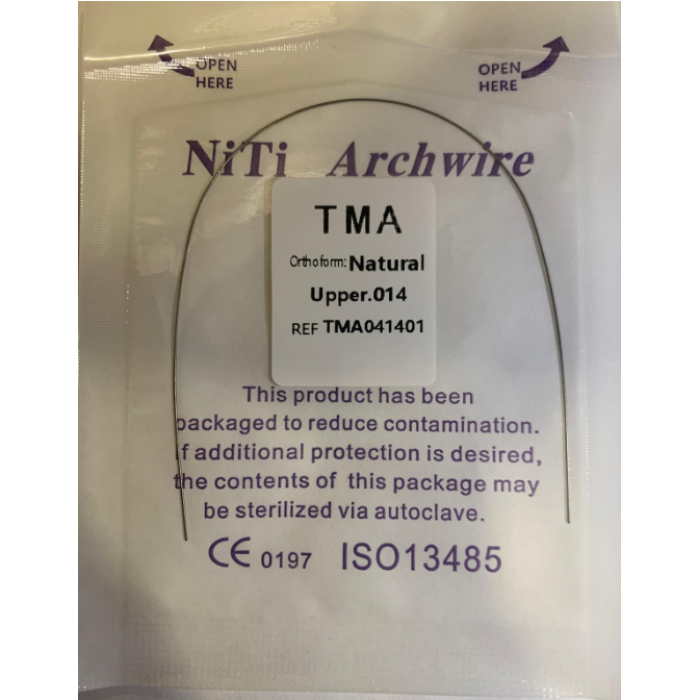 OPEN
HERE
OPEN
HERE
NiTi Archwire
TMA
Orthoform: Natural
Upper.014
REF TMA041401
This product has been
packaged to reduce contamination.
If additional protection is desired,
the contents of this package may
be sterilized via autoclave.
CE 0197 ISO13485